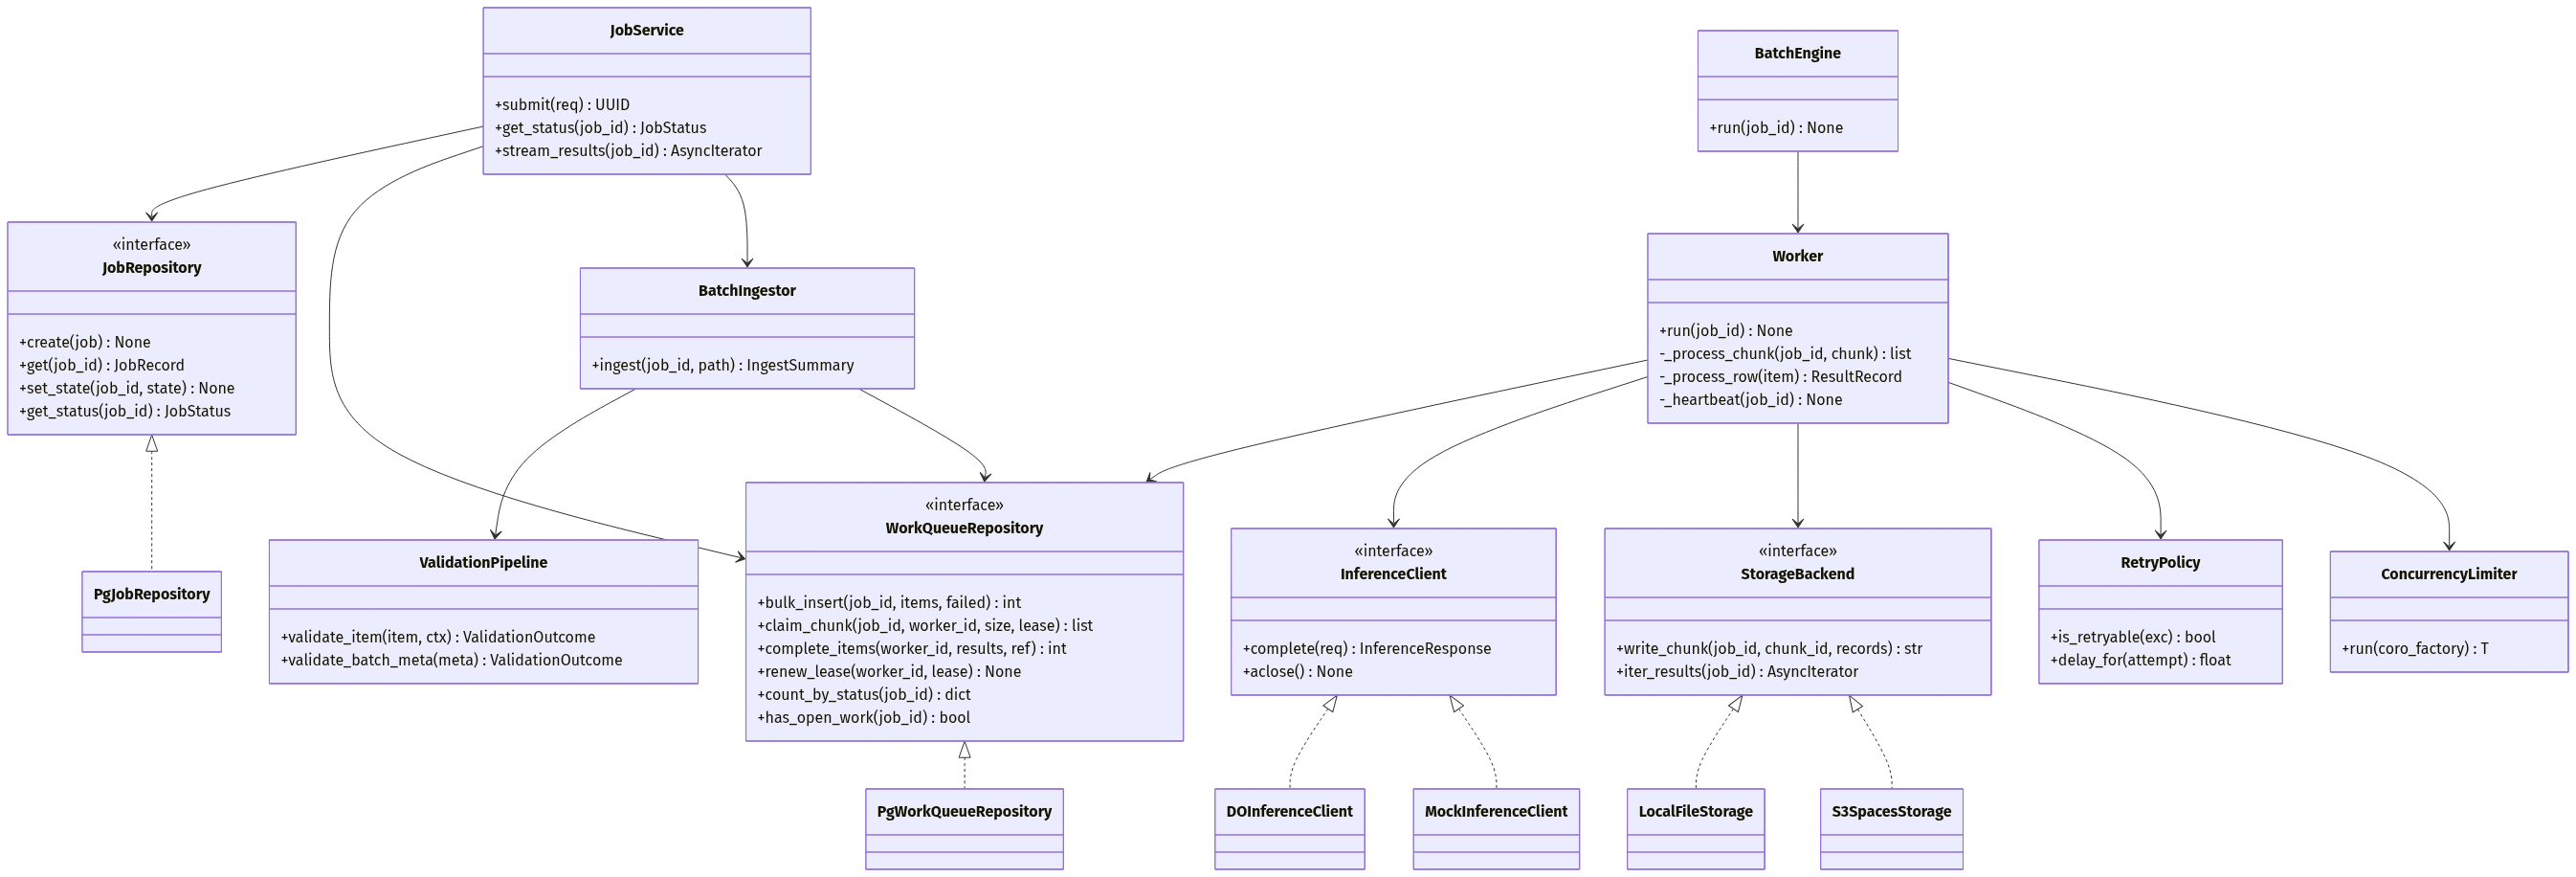 JobService
+submit(req) : UUID
+get_status(job_id) : JobStatus
+stream_results(job_id) : AsyncIterator
BatchEngine
+run(job_id) : None
«interface»
JobRepository
+create(job) : None
+get(job_id) : JobRecord
+set_state(job_id, state) : None
+get_status(job_id) : JobStatus
BatchIngestor
+ingest(job_id, path) : IngestSummary
Worker
+run(job_id) : None
-_process_chunk(job_id, chunk) : list
-_process_row(item) : ResultRecord
-_heartbeat(job_id) : None
PgJobRepository
ValidationPipeline
+validate_item(item, ctx) : ValidationOutcome
+validate_batch_meta(meta) : ValidationOutcome
«interface»
WorkQueueRepository
+bulk_insert(job_id, items, failed) : int
+claim_chunk(job_id, worker_id, size, lease) : list
+complete_items(worker_id, results, ref) : int
+renew_lease(worker_id, lease) : None
+count_by_status(job_id) : dict
+has_open_work(job_id) : bool
«interface»
InferenceClient
+complete(req) : InferenceResponse
+aclose() : None
«interface»
StorageBackend
+write_chunk(job_id, chunk_id, records) : str
+iter_results(job_id) : AsyncIterator
RetryPolicy
+is_retryable(exc) : bool
+delay_for(attempt) : float
ConcurrencyLimiter
+run(coro_factory) : T
PgWorkQueueRepository
DOInferenceClient
MockInferenceClient
LocalFileStorage
S3SpacesStorage